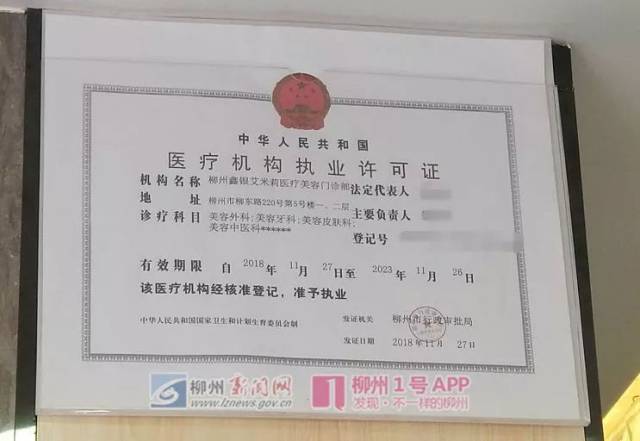 中华人民共和国
医疗机构执业许可证
机构名称 柳州鑫银艾米莉医疗美容门诊部 法定代表人
地址 柳州市柳东路220号第5号楼一、二层 主要负责人
诊疗科目 美容外科;美容牙科;美容皮肤科;
美容中医科****** 登记号
有效期限 自 2018 年 11 月 27 日至 2023 年 11 月 26 日
该医疗机构经核准登记，准予执业
中华人民共和国国家卫生和计划生育委员会制 发证机关 柳州市行政审批局
发证日期 2018 年 11 月 27 日
柳州新闻网 柳州1号APP
www.lznews.gov.cn 发现·不一样的柳州